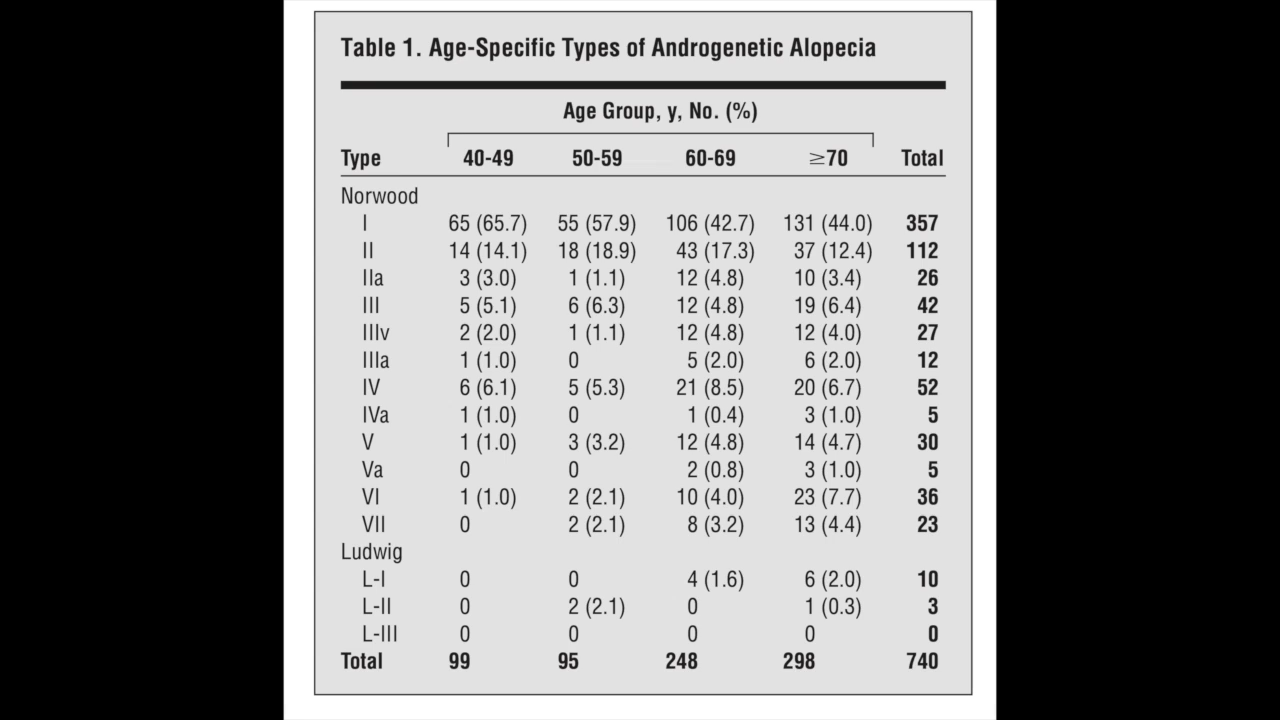 Table 1. Age-Specific Types of Androgenetic Alopecia
Age Group, y, No. (%)
Type 40-49 50-59 60-69 ≥70 Total
Norwood
I 65 (65.7) 55 (57.9) 106 (42.7) 131 (44.0) 357
II 14 (14.1) 18 (18.9) 43 (17.3) 37 (12.4) 112
IIa 3 (3.0) 1 (1.1) 12 (4.8) 10 (3.4) 26
III 5 (5.1) 6 (6.3) 12 (4.8) 19 (6.4) 42
IIIv 2 (2.0) 1 (1.1) 12 (4.8) 12 (4.0) 27
IIIa 1 (1.0) 0 5 (2.0) 6 (2.0) 12
IV 6 (6.1) 5 (5.3) 21 (8.5) 20 (6.7) 52
IVa 1 (1.0) 0 1 (0.4) 3 (1.0) 5
V 1 (1.0) 3 (3.2) 12 (4.8) 14 (4.7) 30
Va 0 0 2 (0.8) 3 (1.0) 5
VI 1 (1.0) 2 (2.1) 10 (4.0) 23 (7.7) 36
VII 0 2 (2.1) 8 (3.2) 13 (4.4) 23
Ludwig
L-I 0 0 4 (1.6) 6 (2.0) 10
L-II 0 2 (2.1) 0 1 (0.3) 3
L-III 0 0 0 0 0
Total 99 95 248 298 740